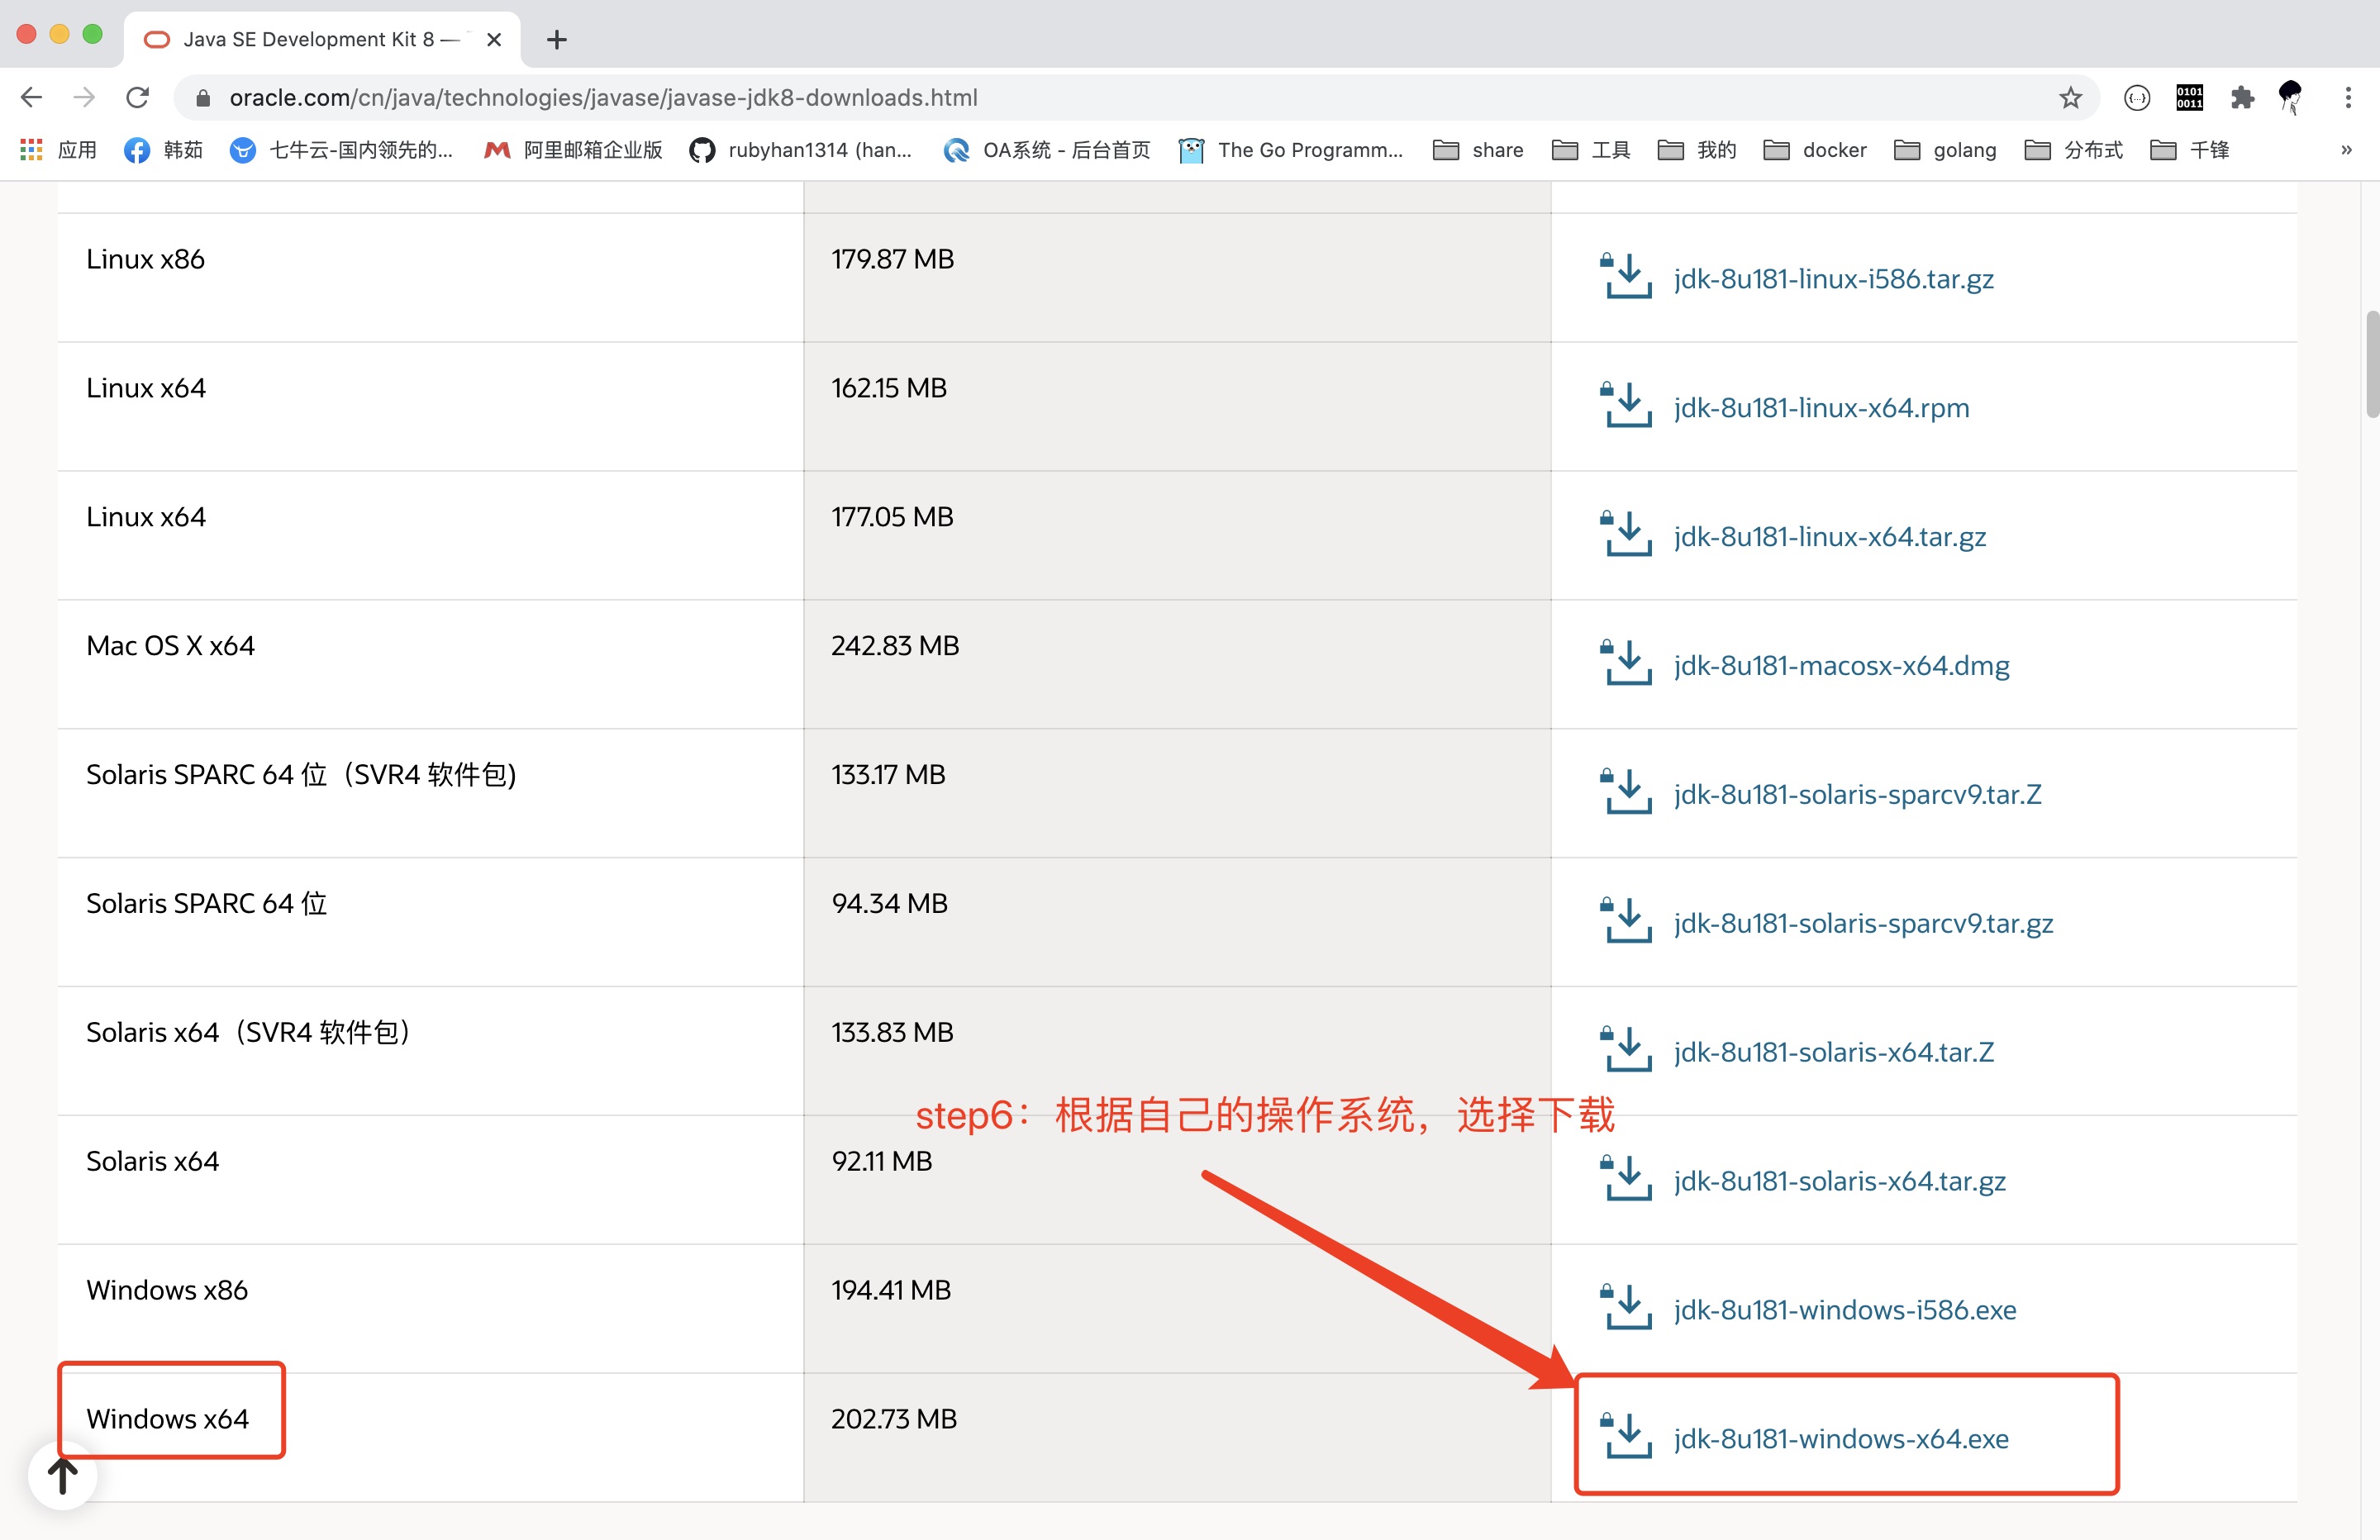 Java SE Development Kit 8 —
oracle.com/cn/java/technologies/javase/javase-jdk8-downloads.html
0101
0011
应用 韩茹 七牛云-国内领先的... 阿里邮箱企业版 rubyhan1314 (han... OA系统 - 后台首页 The Go Programm... share 工具 我的 docker golang 分布式 千锋 »
Linux x86 179.87 MB jdk-8u181-linux-i586.tar.gz
Linux x64 162.15 MB jdk-8u181-linux-x64.rpm
Linux x64 177.05 MB jdk-8u181-linux-x64.tar.gz
Mac OS X x64 242.83 MB jdk-8u181-macosx-x64.dmg
Solaris SPARC 64 位（SVR4 软件包) 133.17 MB jdk-8u181-solaris-sparcv9.tar.Z
Solaris SPARC 64 位 94.34 MB jdk-8u181-solaris-sparcv9.tar.gz
Solaris x64（SVR4 软件包） 133.83 MB jdk-8u181-solaris-x64.tar.Z
step6：根据自己的操作系统，选择下载
Solaris x64 92.11 MB jdk-8u181-solaris-x64.tar.gz
Windows x86 194.41 MB jdk-8u181-windows-i586.exe
Windows x64 202.73 MB jdk-8u181-windows-x64.exe